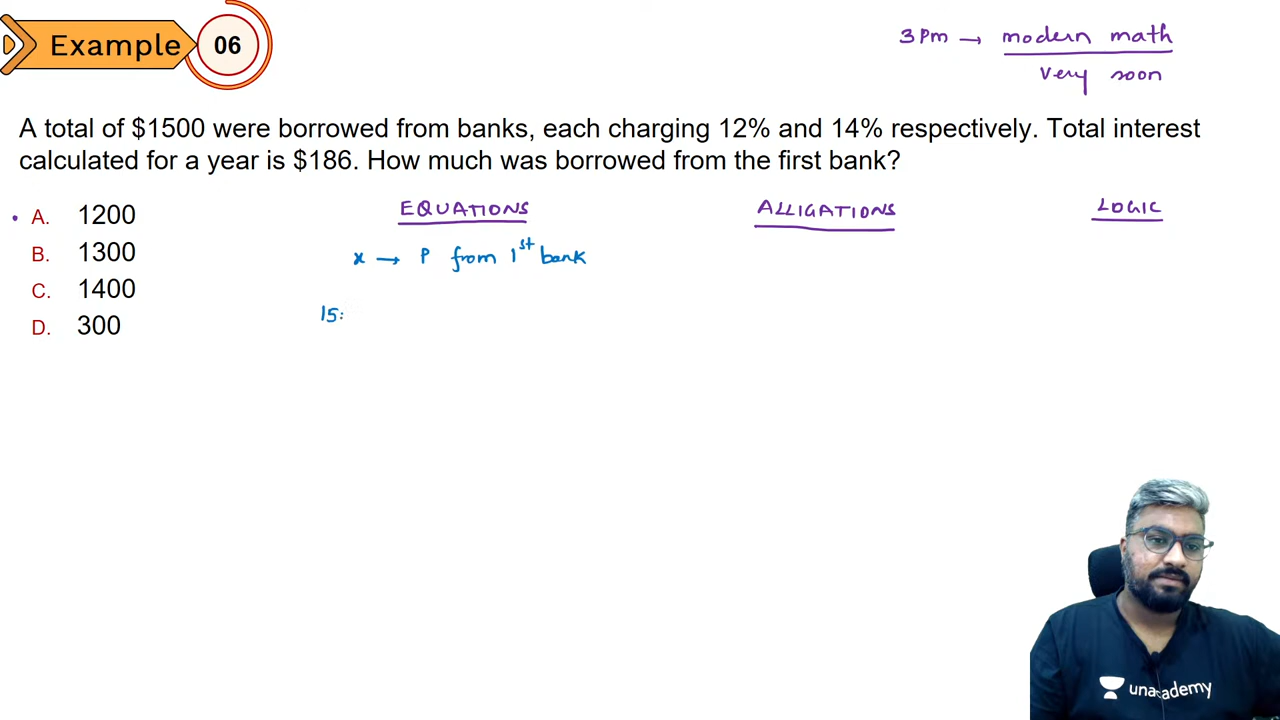 Example 06
3 Pm → modern math
very soon
A total of $1500 were borrowed from banks, each charging 12% and 14% respectively. Total interest
calculated for a year is $186. How much was borrowed from the first bank?
A. 1200
B. 1300
C. 1400
D. 300
EQUATIONS
x → P from 1st bank
15:
ALLIGATIONS
LOGIC
unacademy